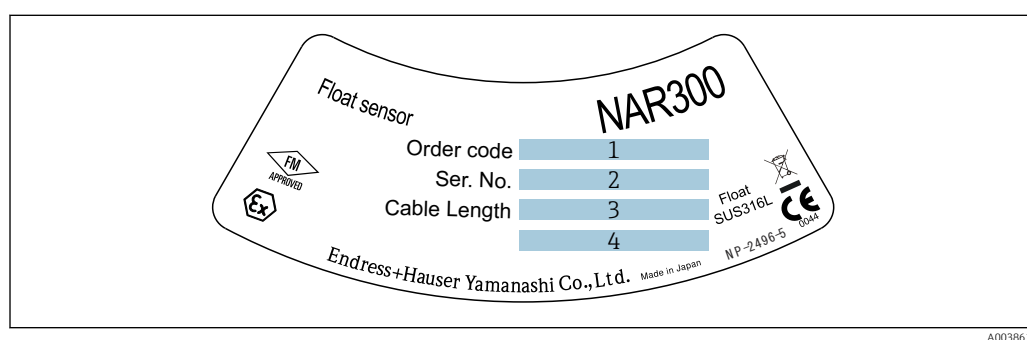 Float sensor
NAR300
Order code 1
Ser. No. 2
Cable Length 3
4
FM
APPROVED
Ex
Float
SUS316L
CE
0044
NP-2496-5
Endress+Hauser Yamanashi Co.,Ltd. Made in Japan